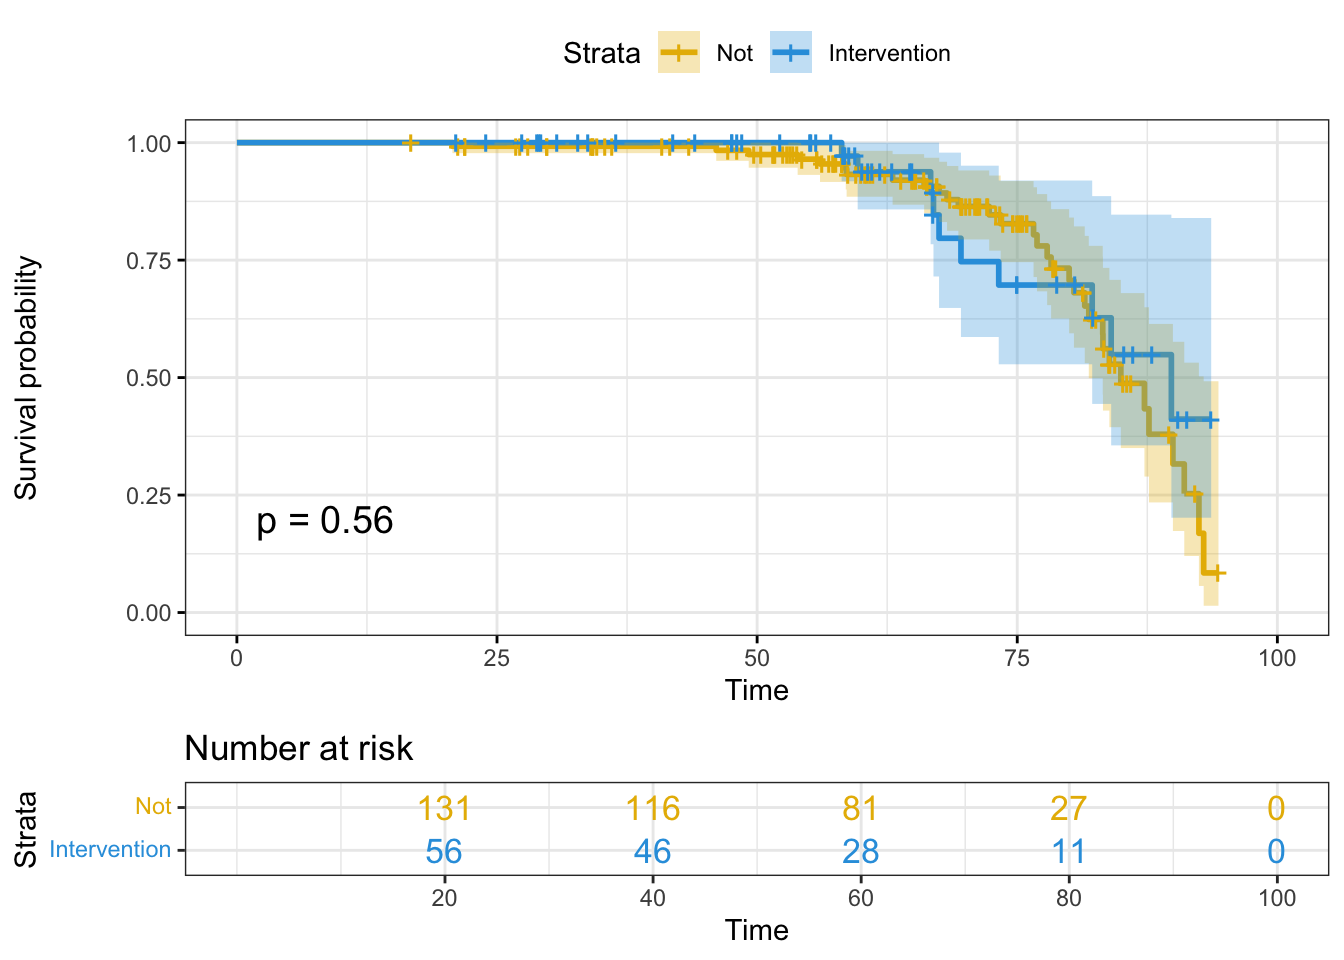 Strata Not Intervention
1.00
0.75
0.50
0.25
0.00
Survival probability
p = 0.56
0 25 50 75 100
Time
Number at risk
Strata
Not 131 116 81 27 0
Intervention 56 46 28 11 0
20 40 60 80 100
Time